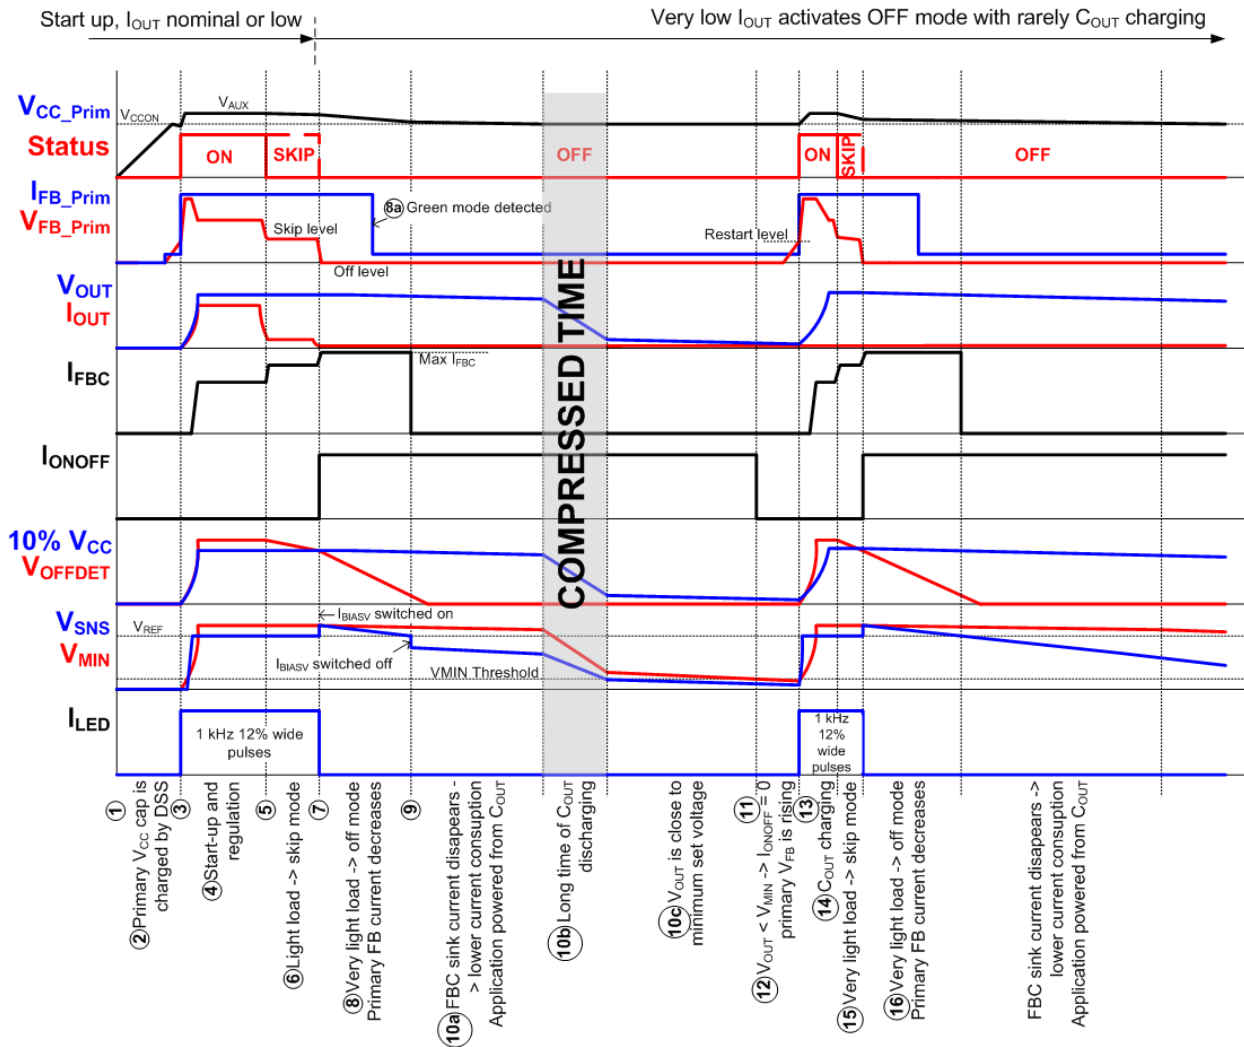 Start up, IOUT nominal or low
Very low IOUT activates OFF mode with rarely COUT charging
VCC_Prim
VCCON
VAUX
Status
ON
SKIP
OFF
ON
SKIP
OFF
IFB_Prim
VFB_Prim
8a Green mode detected
Skip level
Restart level
Off level
VOUT
IOUT
IFBC
Max IFBC
IONOFF
10% VCC
VOFFDET
COMPRESSED TIME
VSNS
VMIN
VREF
IBIASV switched on
IBIASV switched off
VMIN Threshold
ILED
1 kHz 12% wide
pulses
1 kHz
12%
wide
pulses
1
2 Primary VCC cap is
charged by DSS
3
4 Start-up and
regulation
5
6 Light load -> skip mode
7
8 Very light load -> off mode
Primary FB current decreases
9
10a FBC sink current disapears -
> lower current consuption
Application powered from COUT
10b Long time of COUT
discharging
10c VOUT is close to
minimum set voltage
11
12 VOUT < VMIN -> IONOFF = 0
primary VFB is rising
13
14 COUT charging
15 Very light load -> skip mode
16 Very light load -> off mode
Primary FB current decreases
FBC sink current disapears ->
lower current consuption
Application powered from COUT